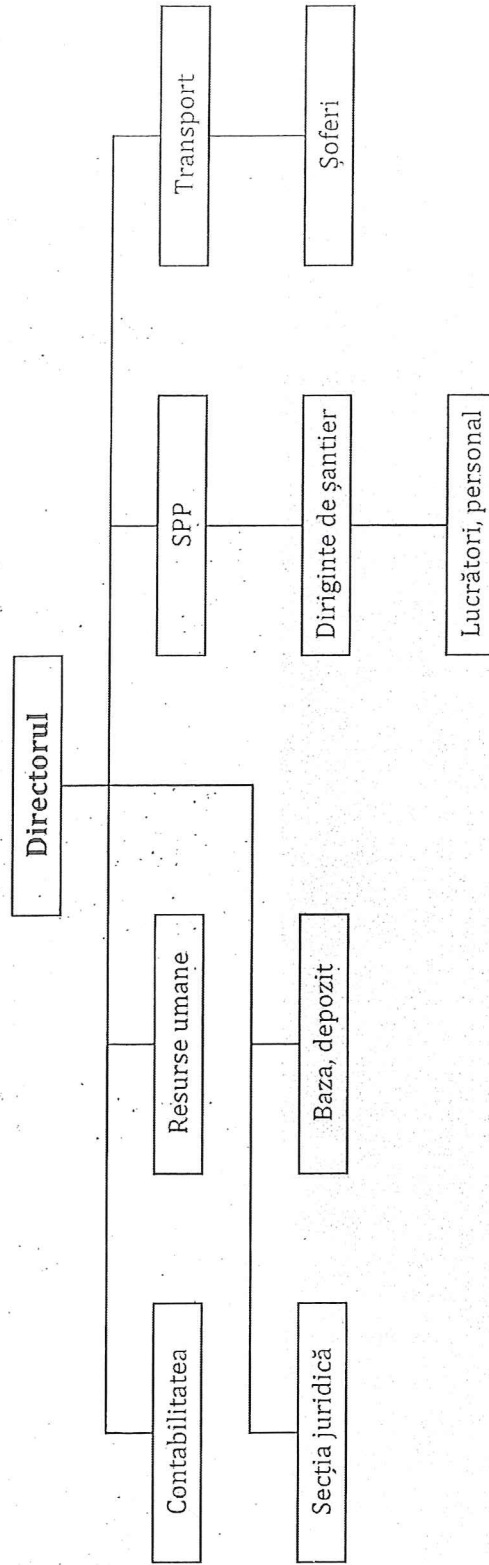 Directorul
Contabilitatea
Resurse umane
SPP
Transport
Secția juridică
Baza, depozit
Diriginte de șantier
Șoferi
Lucrători, personal